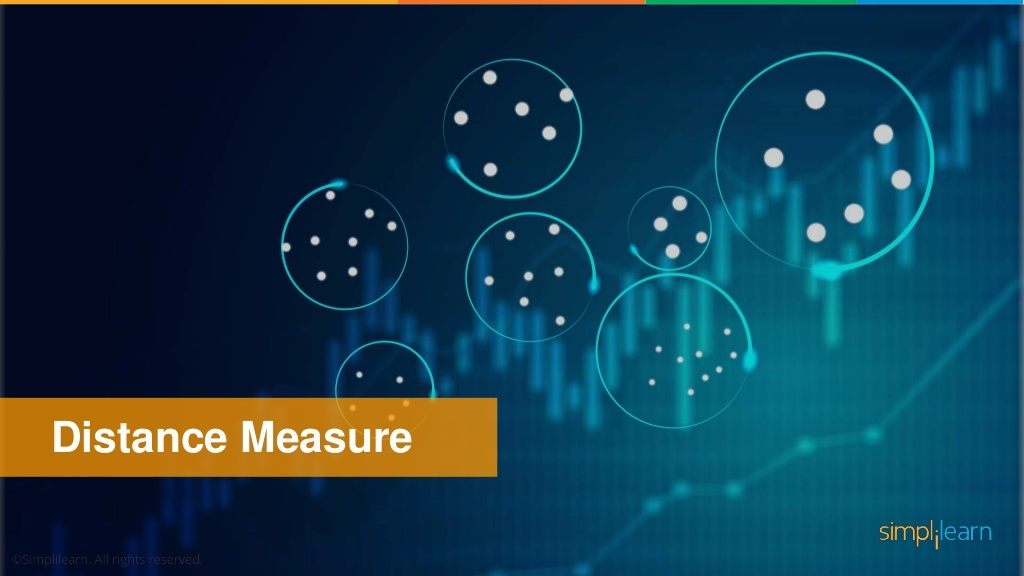 Distance Measure
simplilearn
©Simplilearn. All rights reserved.